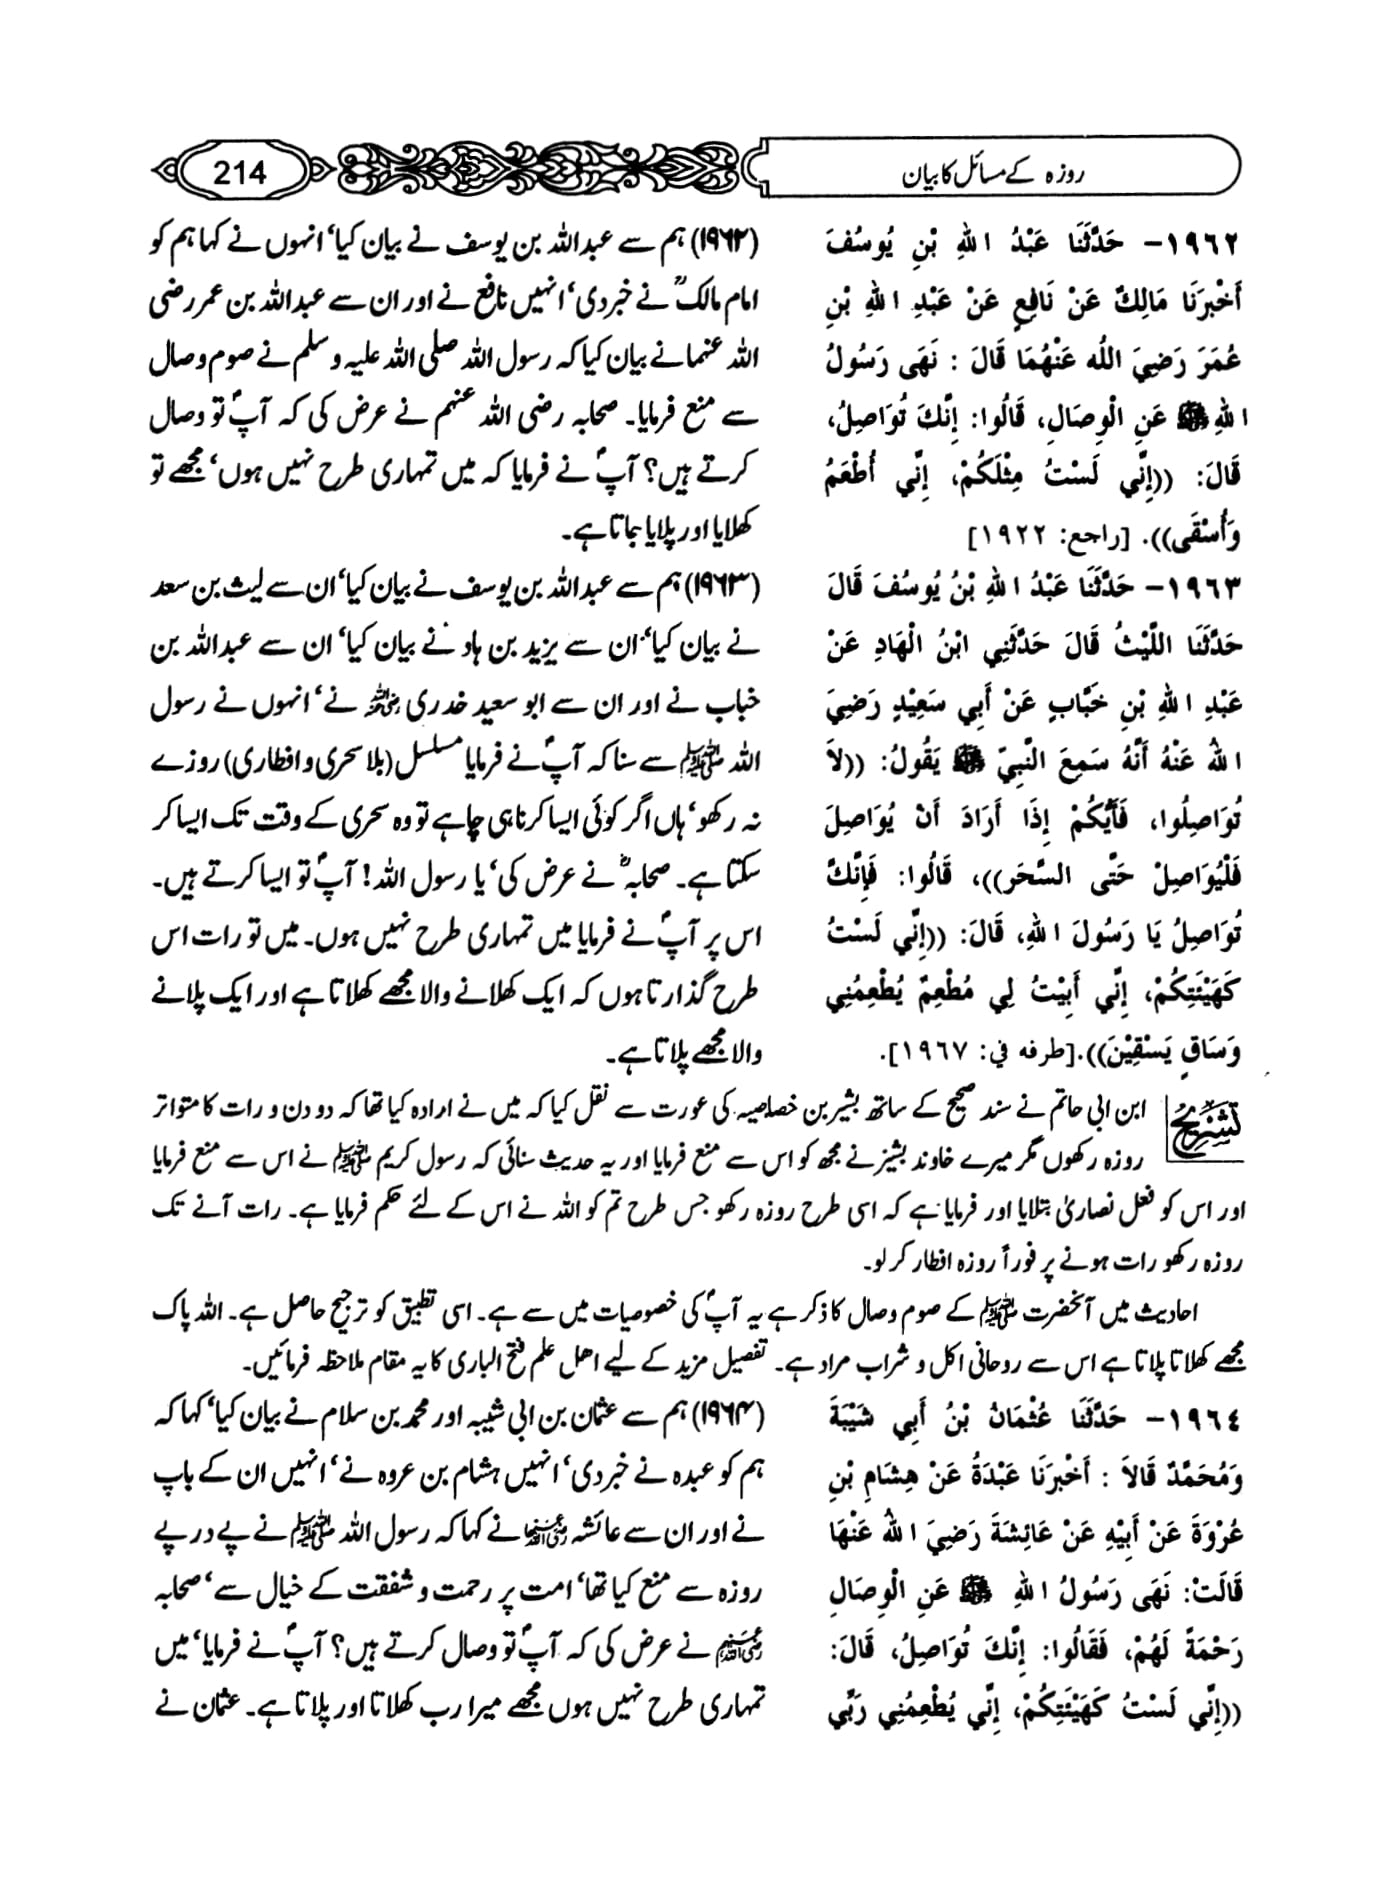 روزہ کے مسائل کا بیان
214
١٩٦٢- حَدَّثَنَا عَبْدُ اللهِ بْنِ يُوسُفَ
أَخْبَرَنَا مَالِكٌ عَنْ نَافِعٍ عَنْ عَبْدِ اللهِ بْنِ
عُمَرَ رَضِيَ اللهُ عَنْهُمَا قَالَ : نَهَى رَسُولُ
اللهِ ﷺ عَنِ الْوِصَالِ، قَالُوا: إِنَّكَ تُوَاصِلُ،
قَالَ: ((إِنِّي لَسْتُ مِثْلَكُمْ، إِنِّي أُطْعَمُ
وَأُسْقَى)). [راجع: ١٩٢٢]
١٩٦٣- حَدَّثَنَا عَبْدُ اللهِ بْنُ يُوسُفَ قَالَ
حَدَّثَنَا اللَّيْثُ قَالَ حَدَّثَنِي ابْنُ الْهَادِ عَنْ
عَبْدِ اللهِ بْنِ خَبَّابٍ عَنْ أَبِي سَعِيْدٍ رَضِيَ
اللهُ عَنْهُ أَنَّهُ سَمِعَ النَّبِيَّ ﷺ يَقُولُ: ((لاَ
تُوَاصِلُوا، فَأَيُّكُمْ إِذَا أَرَادَ أَنْ يُوَاصِلَ
فَلْيُوَاصِلْ حَتَّى السَّحَرِ))، قَالُوا: فَإِنَّكَ
تُوَاصِلُ يَا رَسُولَ اللهِ، قَالَ: ((إِنِّي لَسْتُ
كَهَيْئَتِكُمْ، إِنِّي أَبِيْتُ لِي مُطْعِمٌ يُطْعِمُنِي
وَسَاقٍ يَسْقِيْنَ)).[طرفه في: ١٩٦٧].
(۱۹۶۲) ہم سے عبداللہ بن یوسف نے بیان کیا‘ انہوں نے کہا ہم کو
امام مالکؒ نے خبر دی‘ انہیں نافع نے اور ان سے عبداللہ بن عمر رضی
اللہ عنہما نے بیان کیا کہ رسول اللہ صلی اللہ علیہ وسلم نے صوم وصال
سے منع فرمایا۔ صحابہ رضی اللہ عنہم نے عرض کی کہ آپؐ تو وصال
کرتے ہیں؟ آپؐ نے فرمایا کہ میں تمہاری طرح نہیں ہوں‘ مجھے تو
کھلایا اور پلایا جاتا ہے۔
(۱۹۶۳) ہم سے عبداللہ بن یوسف نے بیان کیا‘ ان سے لیث بن سعد
نے بیان کیا‘ ان سے یزید بن ہاد نے بیان کیا‘ ان سے عبداللہ بن
خباب نے اور ان سے ابو سعید خدری رضی اللہ عنہ نے‘ انہوں نے رسول
اللہ ﷺ سے سنا کہ آپؐ نے فرمایا مسلسل (بلا سحری و افطاری) روزے
نہ رکھو‘ ہاں اگر کوئی ایسا کرنا ہی چاہے تو وہ سحری کے وقت تک ایسا کر
سکتا ہے۔ صحابہؓ نے عرض کی‘ یا رسول اللہ! آپؐ تو ایسا کرتے ہیں۔
اس پر آپؐ نے فرمایا میں تمہاری طرح نہیں ہوں۔ میں تو رات اس
طرح گذارتا ہوں کہ ایک کھلانے والا مجھے کھلاتا ہے اور ایک پلانے
والا مجھے پلاتا ہے۔
تشریح
ابن ابی حاتم نے سند صحیح کے ساتھ بشیر بن خصاصیہ کی عورت سے نقل کیا کہ میں نے ارادہ کیا تھا کہ دو دن و رات کا متواتر
روزہ رکھوں مگر میرے خاوند بشیر نے مجھ کو اس سے منع فرمایا اور یہ حدیث سنائی کہ رسول کریم ﷺ نے اس سے منع فرمایا
اور اس کو فعل نصاریٰ بتلایا اور فرمایا ہے کہ اسی طرح روزہ رکھو جس طرح تم کو اللہ نے اس کے لئے حکم فرمایا ہے۔ رات آنے تک
روزہ رکھو رات ہونے پر فوراً روزہ افطار کر لو۔
احادیث میں آنحضرت ﷺ کے صوم وصال کا ذکر ہے یہ آپؐ کی خصوصیات میں سے ہے۔ اسی تطبیق کو ترجیح حاصل ہے۔ اللہ پاک
مجھے کھلاتا پلاتا ہے اس سے روحانی اکل و شراب مراد ہے۔ تفصیل مزید کے لیے اھل علم فتح الباری کا یہ مقام ملاحظہ فرمائیں۔
١٩٦٤- حَدَّثَنَا عُثْمَانُ بْنُ أَبِي شَيْبَةَ
وَمُحَمَّدٌ قَالاَ : أَخْبَرَنَا عَبْدَةُ عَنْ هِشَامِ بْنِ
عُرْوَةَ عَنْ أَبِيْهِ عَنْ عَائِشَةَ رَضِيَ اللهُ عَنْهَا
قَالَتْ: نَهَى رَسُولُ اللهِ ﷺ عَنِ الْوِصَالِ
رَحْمَةً لَهُمْ، فَقَالُوا: إِنَّكَ تُوَاصِلُ، قَالَ:
((إِنِّي لَسْتُ كَهَيْئَتِكُمْ، إِنِّي يُطْعِمُنِي رَبِّي
(۱۹۶۴) ہم سے عثمان بن ابی شیبہ اور محمد بن سلام نے بیان کیا‘ کہا کہ
ہم کو عبدہ نے خبر دی‘ انہیں ہشام بن عروہ نے‘ انہیں ان کے باپ
نے اور ان سے عائشہ رضی اللہ عنہا نے کہا کہ رسول اللہ ﷺ نے پے در پے
روزہ سے منع کیا تھا‘ امت پر رحمت و شفقت کے خیال سے‘ صحابہ
رضی اللہ عنہم نے عرض کی کہ آپؐ تو وصال کرتے ہیں؟ آپؐ نے فرمایا‘ میں
تمہاری طرح نہیں ہوں مجھے میرا رب کھلاتا اور پلاتا ہے۔ عثمان نے